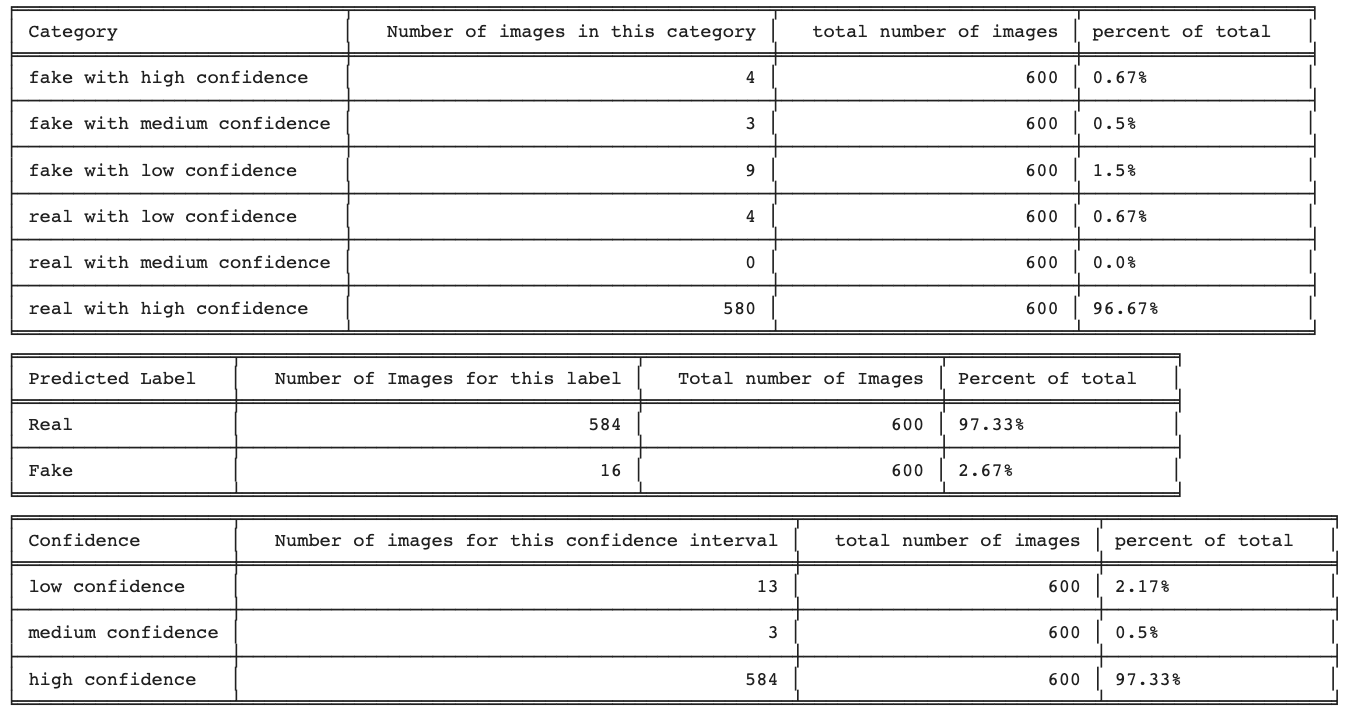 Category Number of images in this category total number of images percent of total
fake with high confidence 4 600 0.67%
fake with medium confidence 3 600 0.5%
fake with low confidence 9 600 1.5%
real with low confidence 4 600 0.67%
real with medium confidence 0 600 0.0%
real with high confidence 580 600 96.67%
Predicted Label Number of Images for this label Total number of Images Percent of total
Real 584 600 97.33%
Fake 16 600 2.67%
Confidence Number of images for this confidence interval total number of images percent of total
low confidence 13 600 2.17%
medium confidence 3 600 0.5%
high confidence 584 600 97.33%